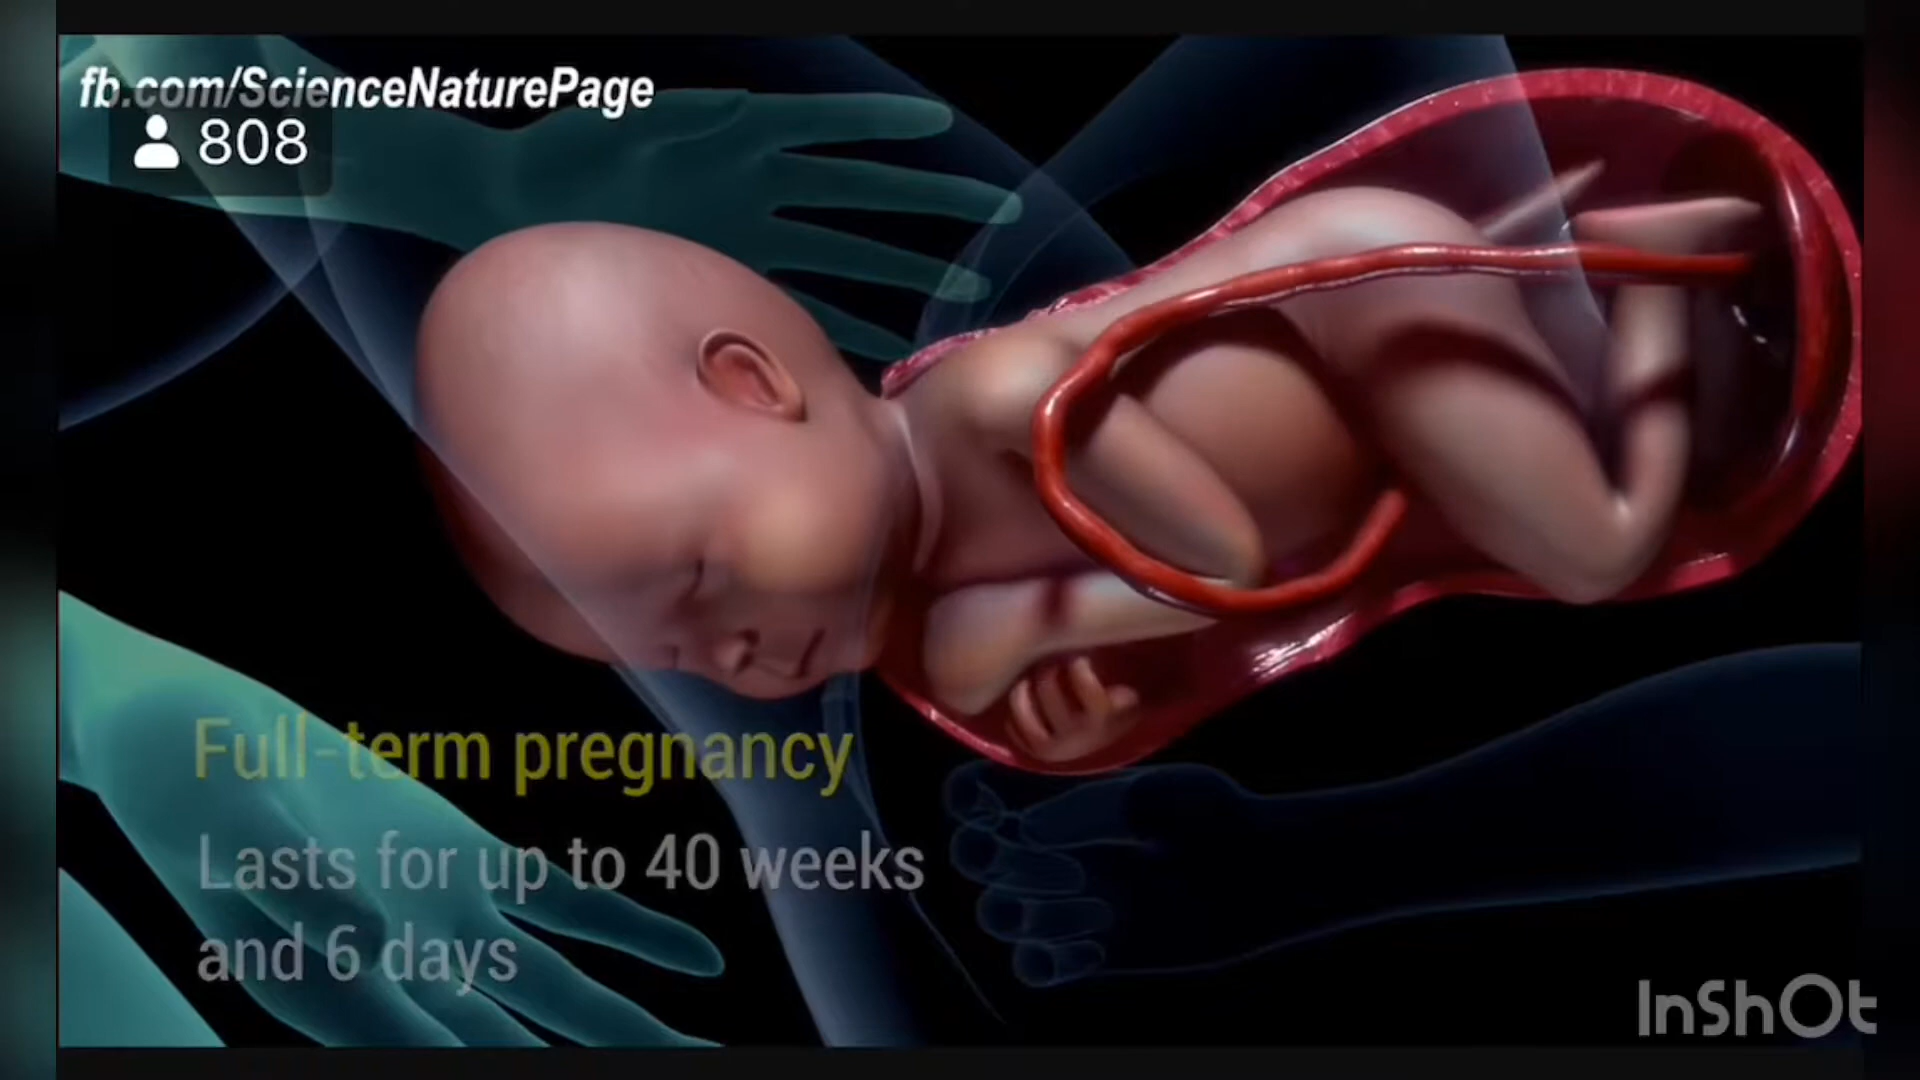 fb.com/ScienceNaturePage
808
Full-term pregnancy
Lasts for up to 40 weeks
and 6 days
InShOt